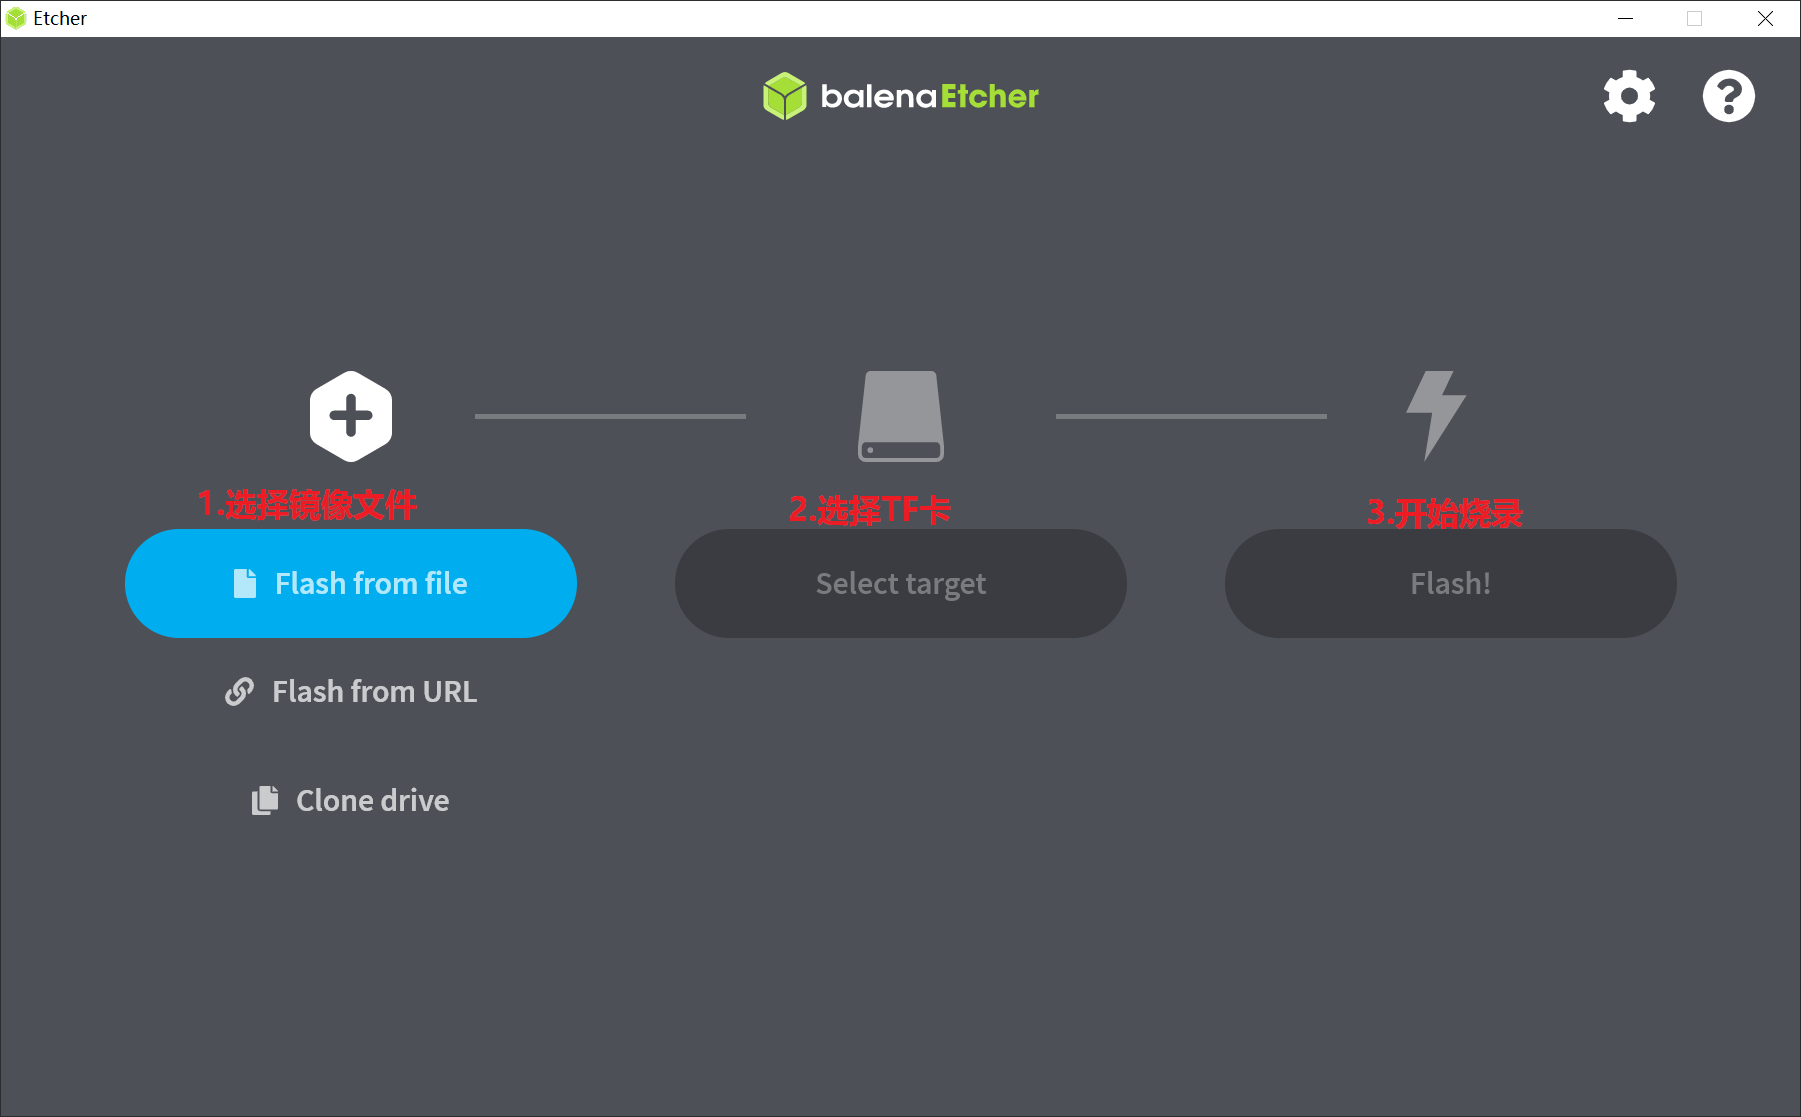 Etcher
balenaEtcher
1.选择镜像文件
2.选择TF卡
3.开始烧录
Flash from file
Select target
Flash!
Flash from URL
Clone drive